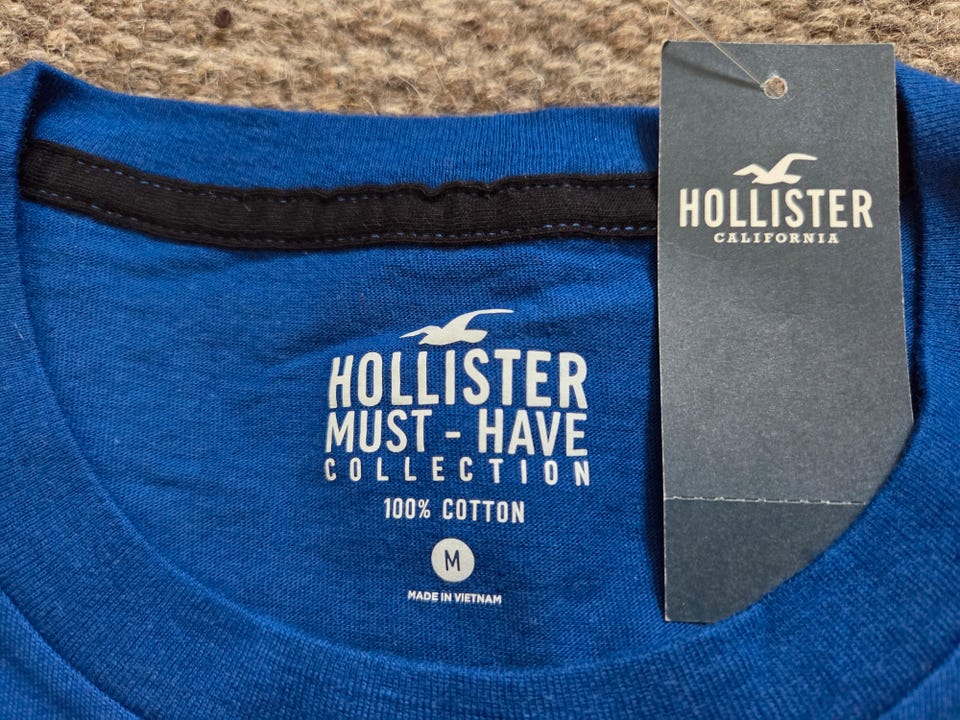 HOLLISTER
CALIFORNIA
HOLLISTER
MUST - HAVE
COLLECTION
100% COTTON
M
MADE IN VIETNAM